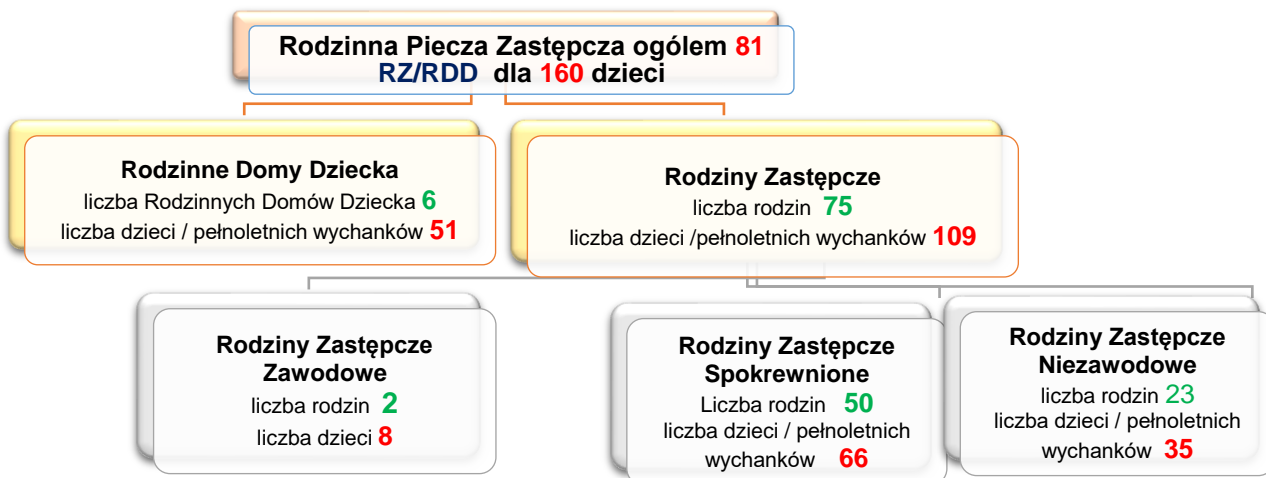 Rodzinna Piecza Zastępcza ogólem 81
RZ/RDD dla 160 dzieci
Rodzinne Domy Dziecka
liczba Rodzinnych Domów Dziecka 6
liczba dzieci / pełnoletnich wychanków 51
Rodziny Zastępcze
liczba rodzin 75
liczba dzieci /pełnoletnich wychanków 109
Rodziny Zastępcze
Zawodowe
liczba rodzin 2
liczba dzieci 8
Rodziny Zastępcze
Spokrewnione
Liczba rodzin 50
liczba dzieci / pełnoletnich
wychanków 66
Rodziny Zastępcze
Niezawodowe
liczba rodzin 23
liczba dzieci / pełnoletnich
wychanków 35